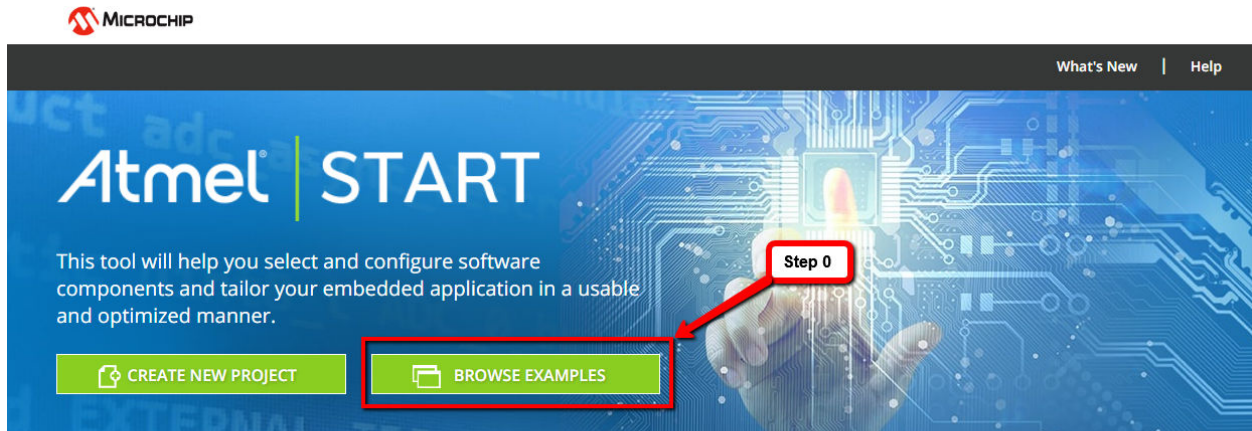 MICROCHIP
What's New | Help
Atmel | START
This tool will help you select and configure software
components and tailor your embedded application in a usable
and optimized manner.
Step 0
CREATE NEW PROJECT
BROWSE EXAMPLES